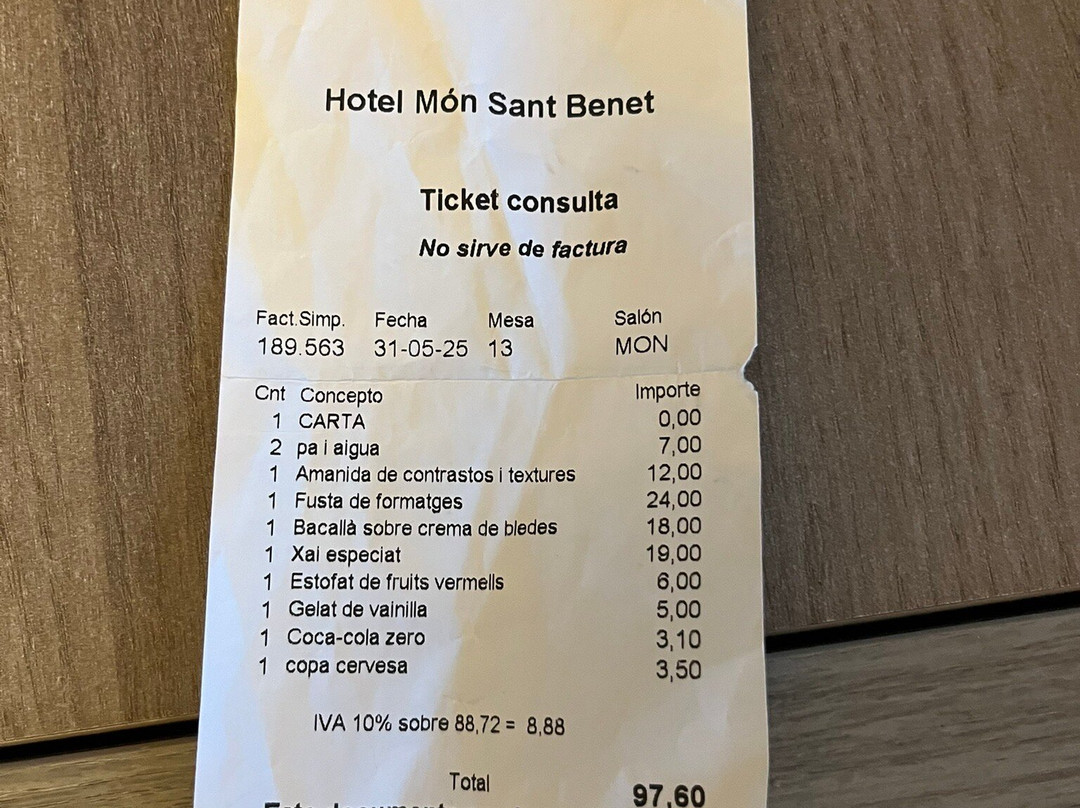 Hotel Món Sant Benet
Ticket consulta
No sirve de factura
Fact.Simp. Fecha Mesa Salón
189.563 31-05-25 13 MON
Cnt Concepto Importe
1 CARTA 0,00
2 pa i aigua 7,00
1 Amanida de contrastos i textures 12,00
1 Fusta de formatges 24,00
1 Bacallà sobre crema de bledes 18,00
1 Xai especiat 19,00
1 Estofat de fruits vermells 6,00
1 Gelat de vainilla 5,00
1 Coca-cola zero 3,10
1 copa cervesa 3,50
IVA 10% sobre 88,72 = 8,88
Total 97,60